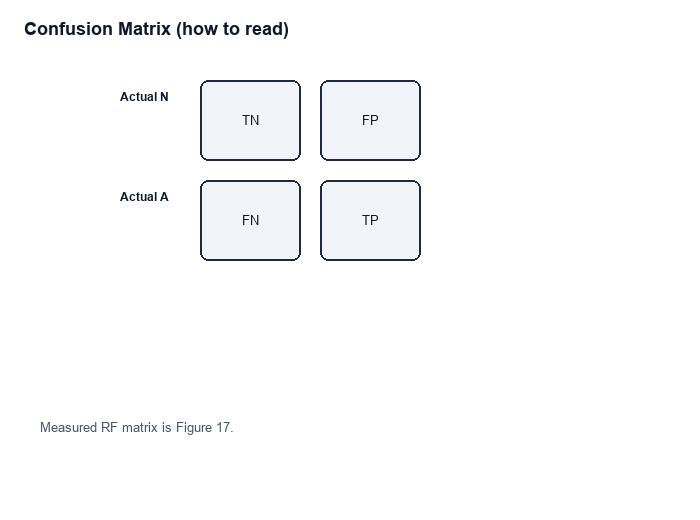 Confusion Matrix (how to read)
Actual N
TN
FP
Actual A
FN
TP
Measured RF matrix is Figure 17.